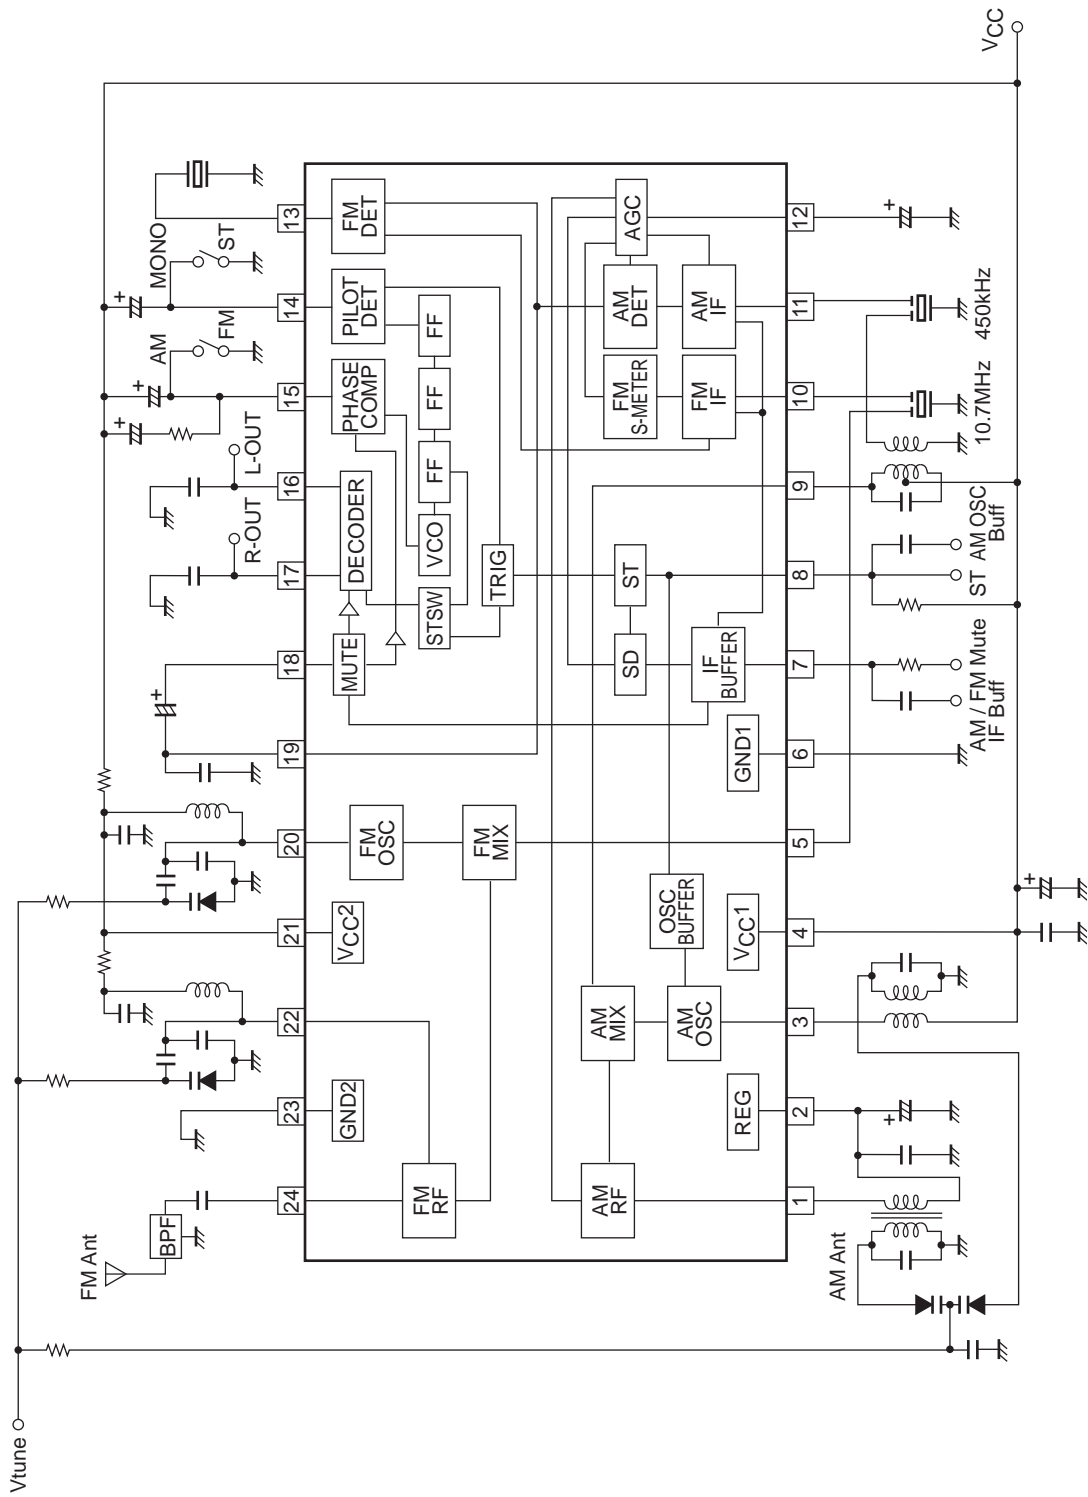 Vtune
VCC
FM Ant
BPF
R-OUT
L-OUT
AM
FM
MONO
ST
24
23
22
21
20
19
18
17
16
15
14
13
GND2
VCC2
FM
OSC
MUTE
DECODER
PHASE
COMP
PILOT
DET
FM
DET
FM
RF
FM
MIX
STSW
VCO
FF
FF
FF
TRIG
AM
RF
AM
MIX
SD
ST
FM
S-METER
AM
DET
AGC
AM
OSC
OSC
BUFFER
IF
BUFFER
FM
IF
AM
IF
REG
VCC1
GND1
1
2
3
4
5
6
7
8
9
10
11
12
AM Ant
AM / FM Mute
IF Buff
ST
AM OSC
Buff
10.7MHz
450kHz
+
+
+
+
+
+
+